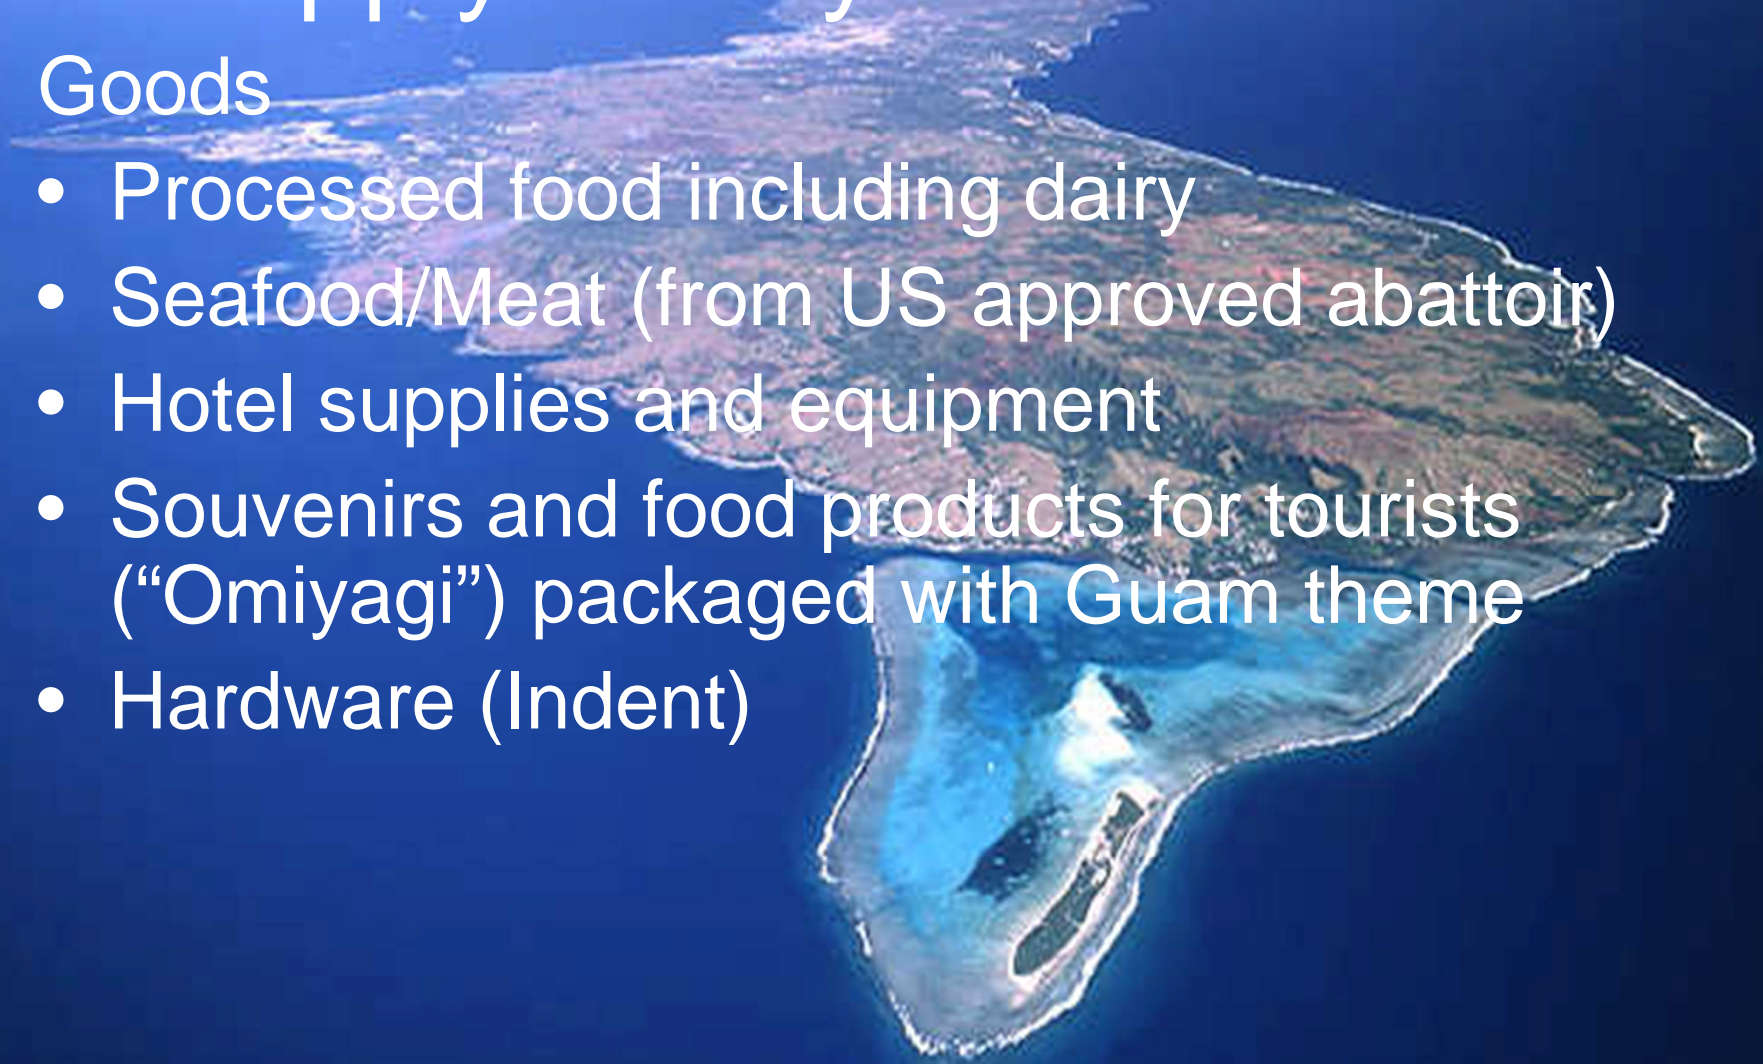 Goods
• Processed food including dairy
• Seafood/Meat (from US approved abattoir)
• Hotel supplies and equipment
• Souvenirs and food products for tourists
(“Omiyagi”) packaged with Guam theme
• Hardware (Indent)